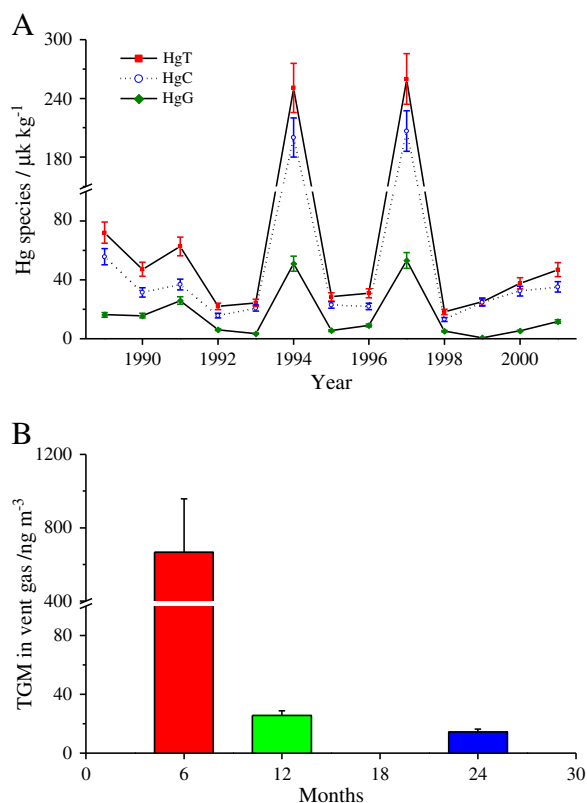 A
300
240
180
80
40
0
Hg species / μk kg-1
HgT
HgC
HgG
1990 1992 1994 1996 1998 2000
Year
B
1200
800
400
80
40
0
TGM in vent gas /ng m-3
0 6 12 18 24 30
Months